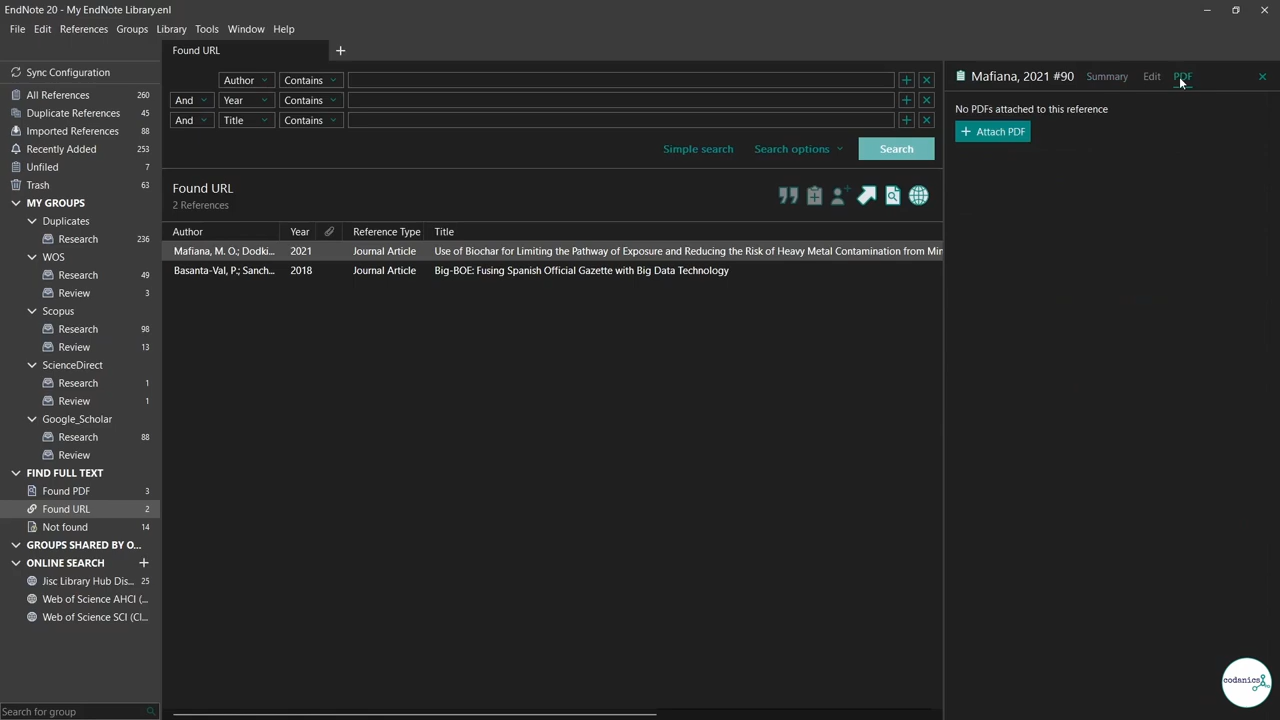 EndNote 20 - My EndNote Library.enl
File Edit References Groups Library Tools Window Help
Sync Configuration
All References 260
Duplicate References 45
Imported References 88
Recently Added 253
Unfiled 7
Trash 63
MY GROUPS
Duplicates
Research 236
WOS
Research 49
Review 3
Scopus
Research 98
Review 13
ScienceDirect
Research 1
Review 1
Google_Scholar
Research 88
Review
FIND FULL TEXT
Found PDF 3
Found URL 2
Not found 14
GROUPS SHARED BY O...
ONLINE SEARCH
Jisc Library Hub Dis... 25
Web of Science AHCI (...
Web of Science SCI (CI...
Search for group
Found URL
Author Contains
And Year Contains
And Title Contains
Simple search Search options Search
Found URL
2 References
Author Year Reference Type Title
Mafiana, M. O.; Dodki... 2021 Journal Article Use of Biochar for Limiting the Pathway of Exposure and Reducing the Risk of Heavy Metal Contamination from Min
Basanta-Val, P.; Sanch... 2018 Journal Article Big-BOE: Fusing Spanish Official Gazette with Big Data Technology
Mafiana, 2021 #90 Summary Edit PDF
No PDFs attached to this reference
Attach PDF
codanics